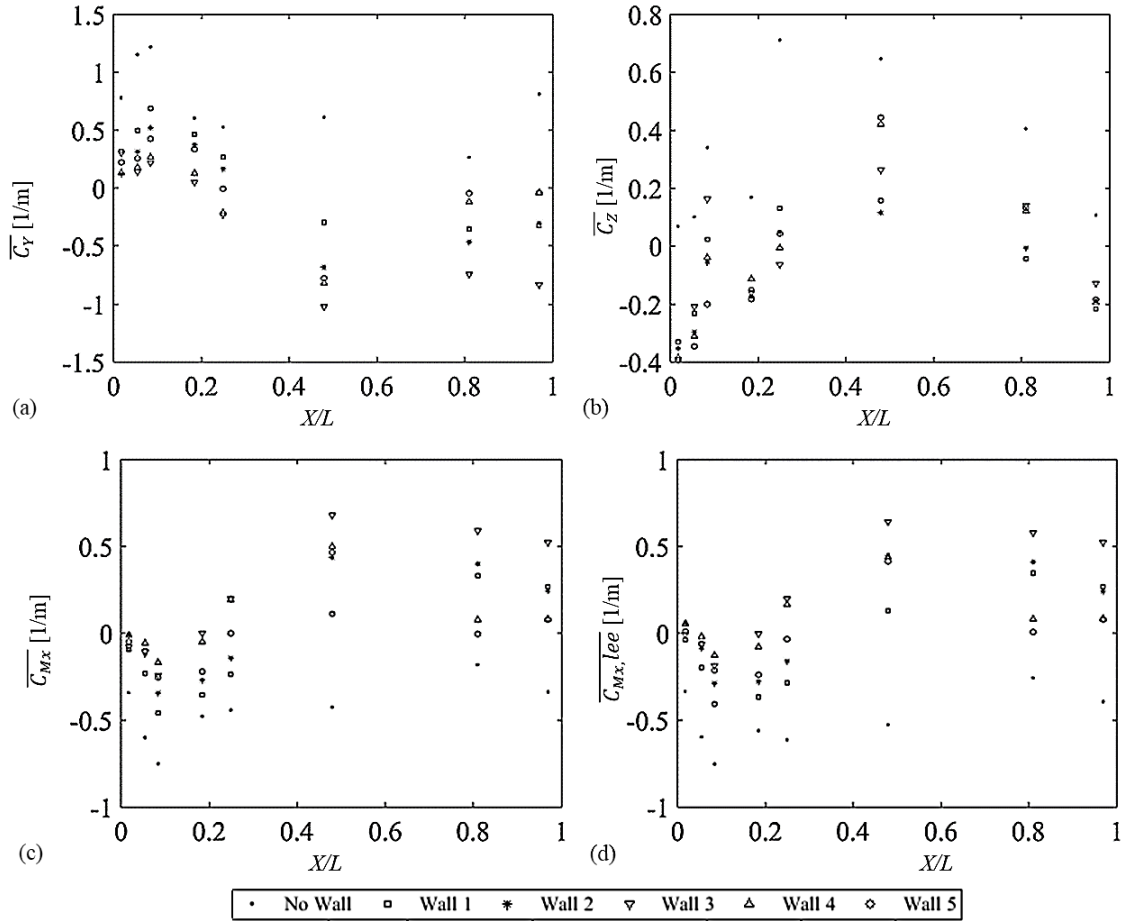 1.5
1
0.5
0
-0.5
-1
-1.5
C_Y [1/m]
0 0.2 0.4 0.6 0.8 1
X/L
(a)
0.8
0.6
0.4
0.2
0
-0.2
-0.4
C_Z [1/m]
0 0.2 0.4 0.6 0.8 1
X/L
(b)
1
0.5
0
-0.5
-1
C_Mx [1/m]
0 0.2 0.4 0.6 0.8 1
X/L
(c)
1
0.5
0
-0.5
-1
C_Mx,lee [1/m]
0 0.2 0.4 0.6 0.8 1
X/L
(d)
No Wall Wall 1 Wall 2 Wall 3 Wall 4 Wall 5